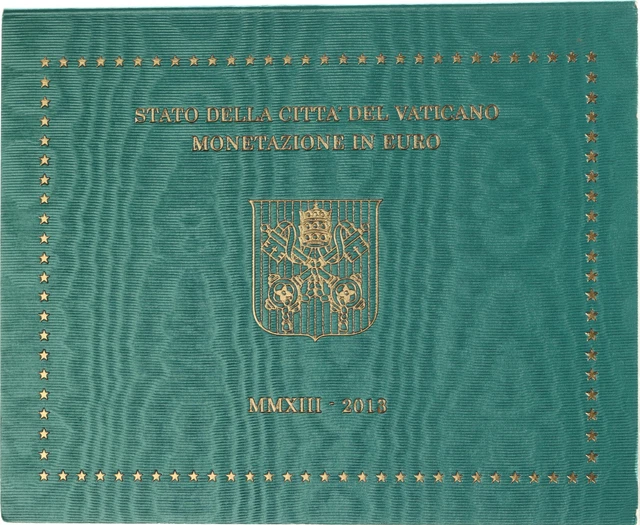 STATO DELLA CITTA' DEL VATICANO
MONETAZIONE IN EURO
MMXIII - 2013